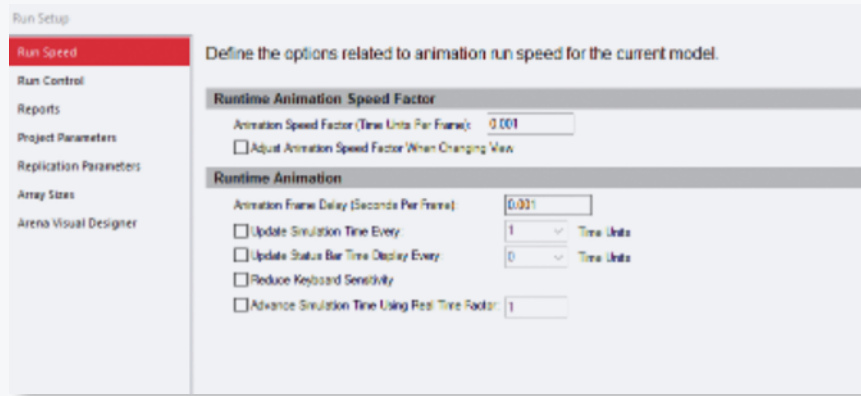 Run Setup
Run Speed
Run Control
Reports
Project Parameters
Replication Parameters
Array Sizes
Arena Visual Designer
Define the options related to animation run speed for the current model.
Runtime Animation Speed Factor
Animation Speed Factor (Time Units Per Frame): 0.001
Adjust Animation Speed Factor When Changing View
Runtime Animation
Animation Frame Delay (Seconds Per Frame): 0.001
Update Simulation Time Every: 1 Time Units
Update Status Bar Time Display Every: 0 Time Units
Reduce Keyboard Sensitivity
Advance Simulation Time Using Real Time Factor: 1